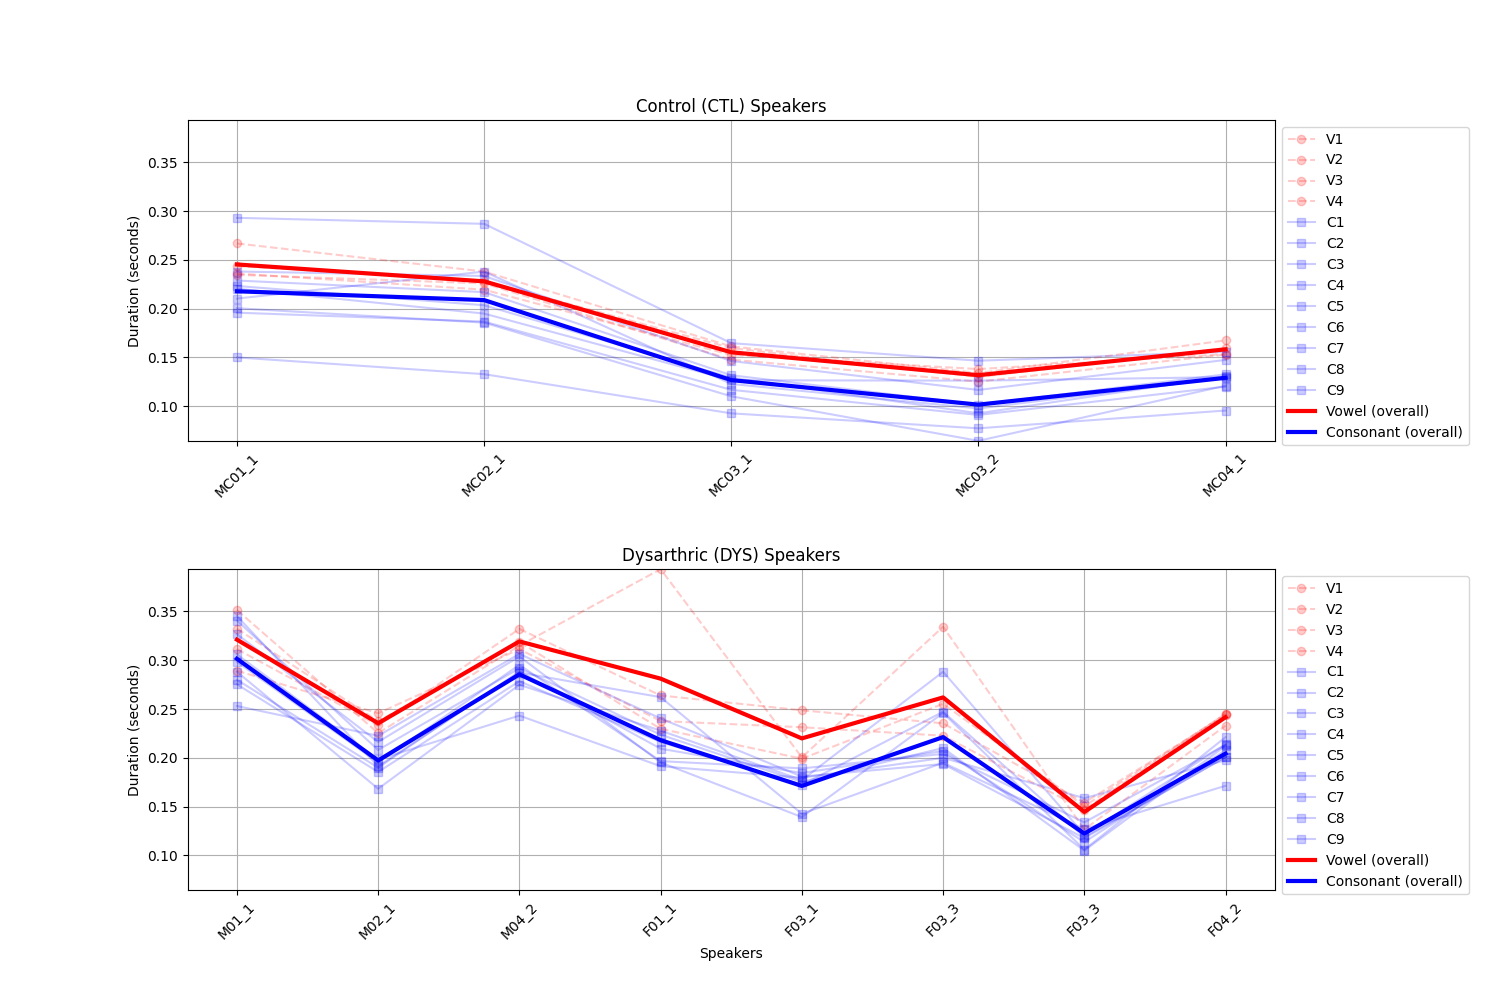 Control (CTL) Speakers
Duration (seconds)
0.35
0.30
0.25
0.20
0.15
0.10
MC01_1
MC02_1
MC03_1
MC03_2
MC04_1
V1
V2
V3
V4
C1
C2
C3
C4
C5
C6
C7
C8
C9
Vowel (overall)
Consonant (overall)
Dysarthric (DYS) Speakers
Duration (seconds)
0.35
0.30
0.25
0.20
0.15
0.10
M01_1
M02_1
M04_2
F01_1
F03_1
F03_3
F03_3
F04_2
Speakers
V1
V2
V3
V4
C1
C2
C3
C4
C5
C6
C7
C8
C9
Vowel (overall)
Consonant (overall)